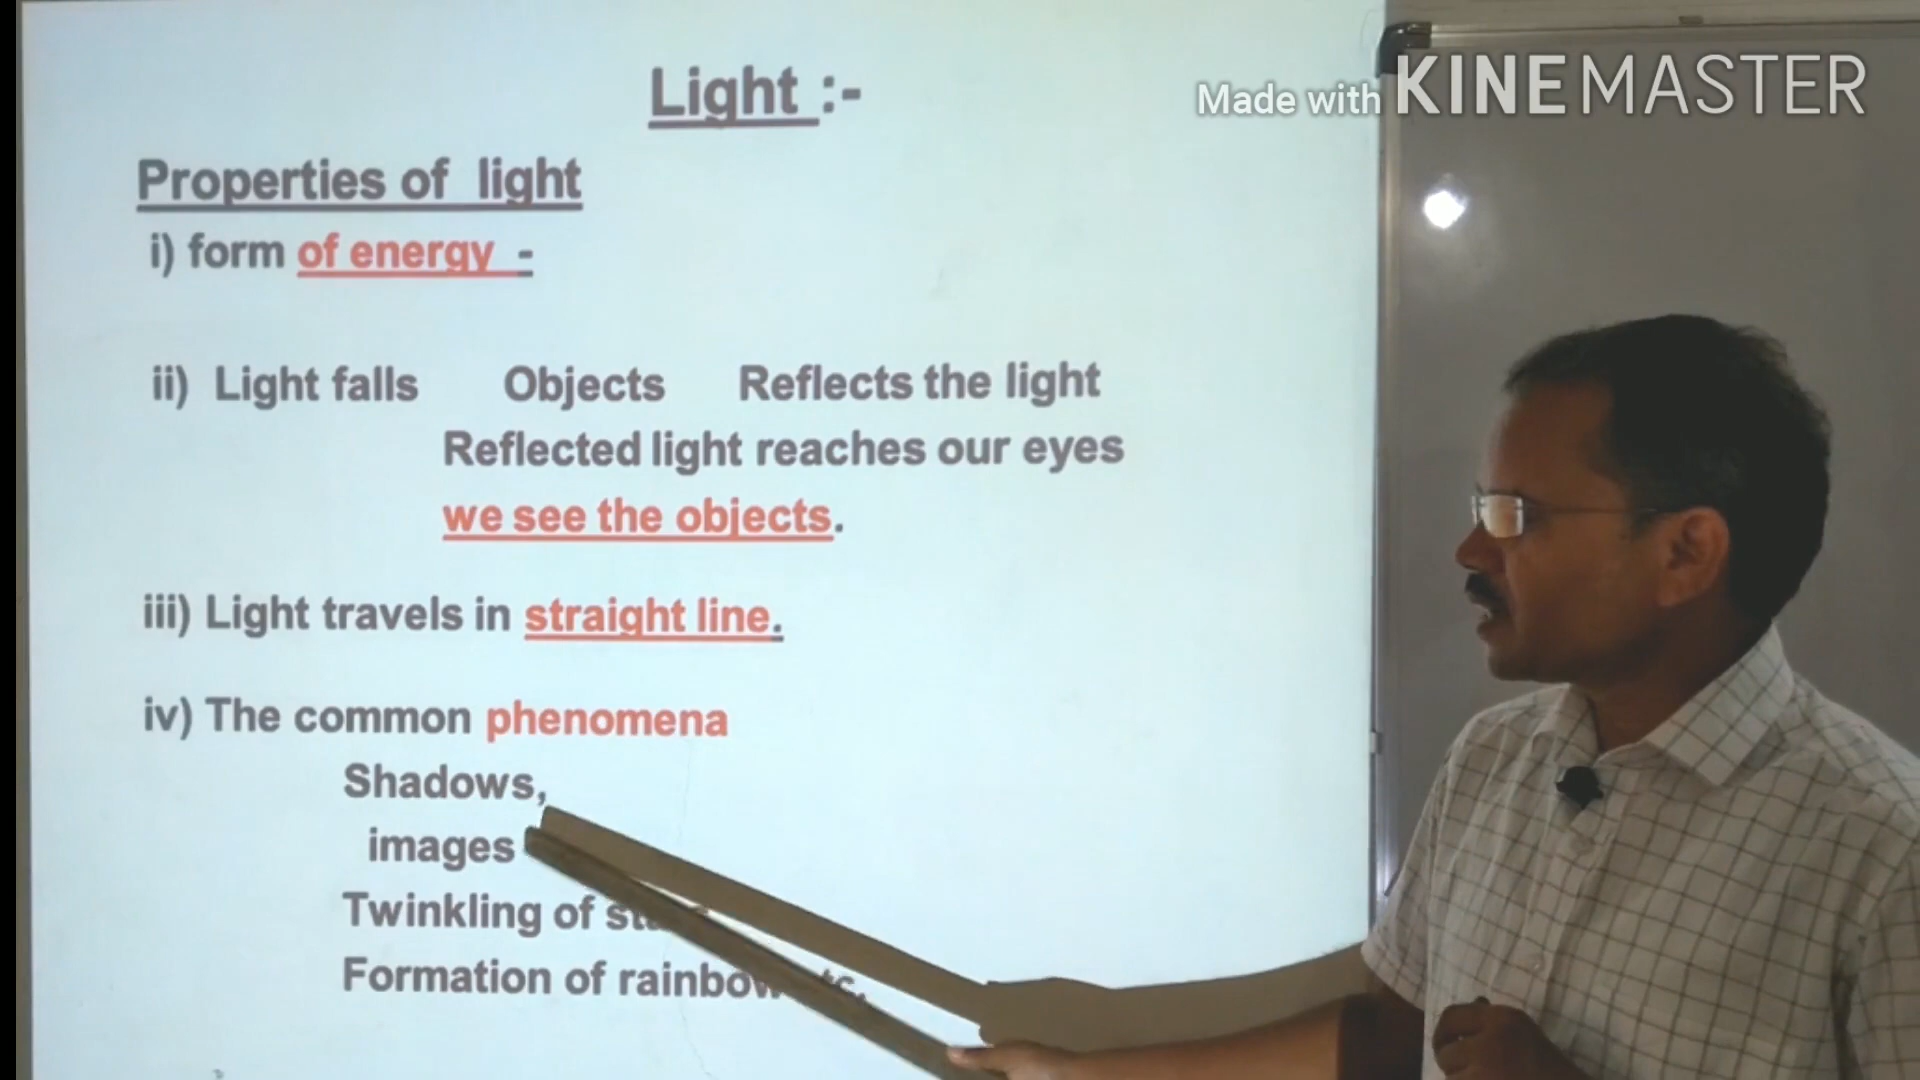 Light :-
Made with KINEMASTER
Properties of light
i) form of energy -
ii) Light falls Objects Reflects the light
Reflected light reaches our eyes
we see the objects.
iii) Light travels in straight line.
iv) The common phenomena
Shadows,
images
Twinkling of
Formation of